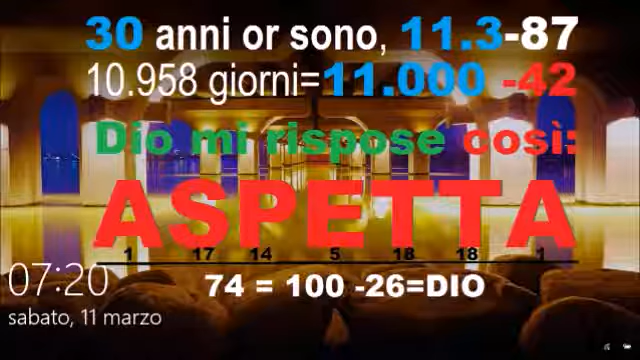 30 anni or sono, 11.3-87
10.958 giorni=11.000 -42
Dio mi rispose così:
ASPETTA
1 17 14 5 18 18 1
07:20
74 = 100 -26=DIO
sabato, 11 marzo